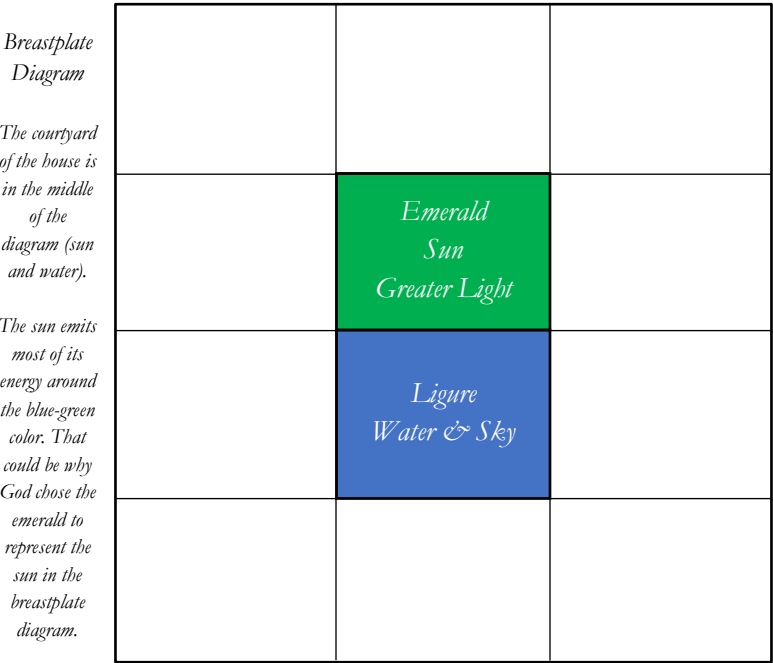 Breastplate
Diagram
The courtyard
of the house is
in the middle
of the
diagram (sun
and water).
The sun emits
most of its
energy around
the blue-green
color. That
could be why
God chose the
emerald to
represent the
sun in the
breastplate
diagram.
Emerald
Sun
Greater Light
Ligure
Water & Sky